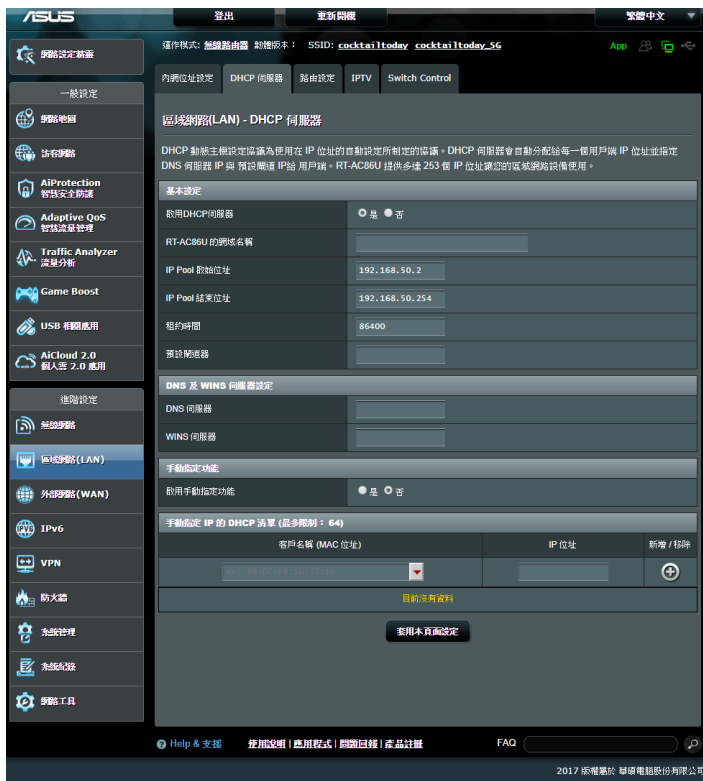 ASUS
登出
重新開機
繁體中文
網路設定精靈
運作模式: 無線路由器 韌體版本: SSID: cocktailtoday cocktailtoday_5G
App
內網位址設定
DHCP 伺服器
路由設定
IPTV
Switch Control
一般設定
網路地圖
訪客網路
AiProtection
智慧安全防護
Adaptive QoS
智慧流量管理
Traffic Analyzer
流量分析
Game Boost
USB 相關應用
AiCloud 2.0
個人雲 2.0 應用
進階設定
無線網路
區域網路(LAN)
外部網路(WAN)
IPv6
VPN
防火牆
系統管理
系統紀錄
網路工具
區域網路(LAN) - DHCP 伺服器
DHCP 動態主機設定協議為使用在 IP 位址的自動設定所制定的協議。DHCP 伺服器會自動分配給每一個用戶端 IP 位址並指定
DNS 伺服器 IP 與 預設閘道 IP給 用戶端。RT-AC86U 提供多達 253 個 IP 位址讓您的區域網路設備使用。
基本設定
啟用DHCP伺服器
是 否
RT-AC86U 的網域名稱
IP Pool 起始位址
192.168.50.2
IP Pool 結束位址
192.168.50.254
租約時間
86400
預設閘道器
DNS 及 WINS 伺服器設定
DNS 伺服器
WINS 伺服器
手動指定功能
啟用手動指定功能
是 否
手動指定 IP 的 DHCP 清單 (最多限制: 64)
客戶名稱 (MAC 位址)
IP 位址
新增 / 移除
目前沒有資料
套用本頁面設定
Help & 支援
使用說明 | 應用程式 | 問題回報 | 產品註冊
FAQ
2017 版權屬於 華碩電腦股份有限公司